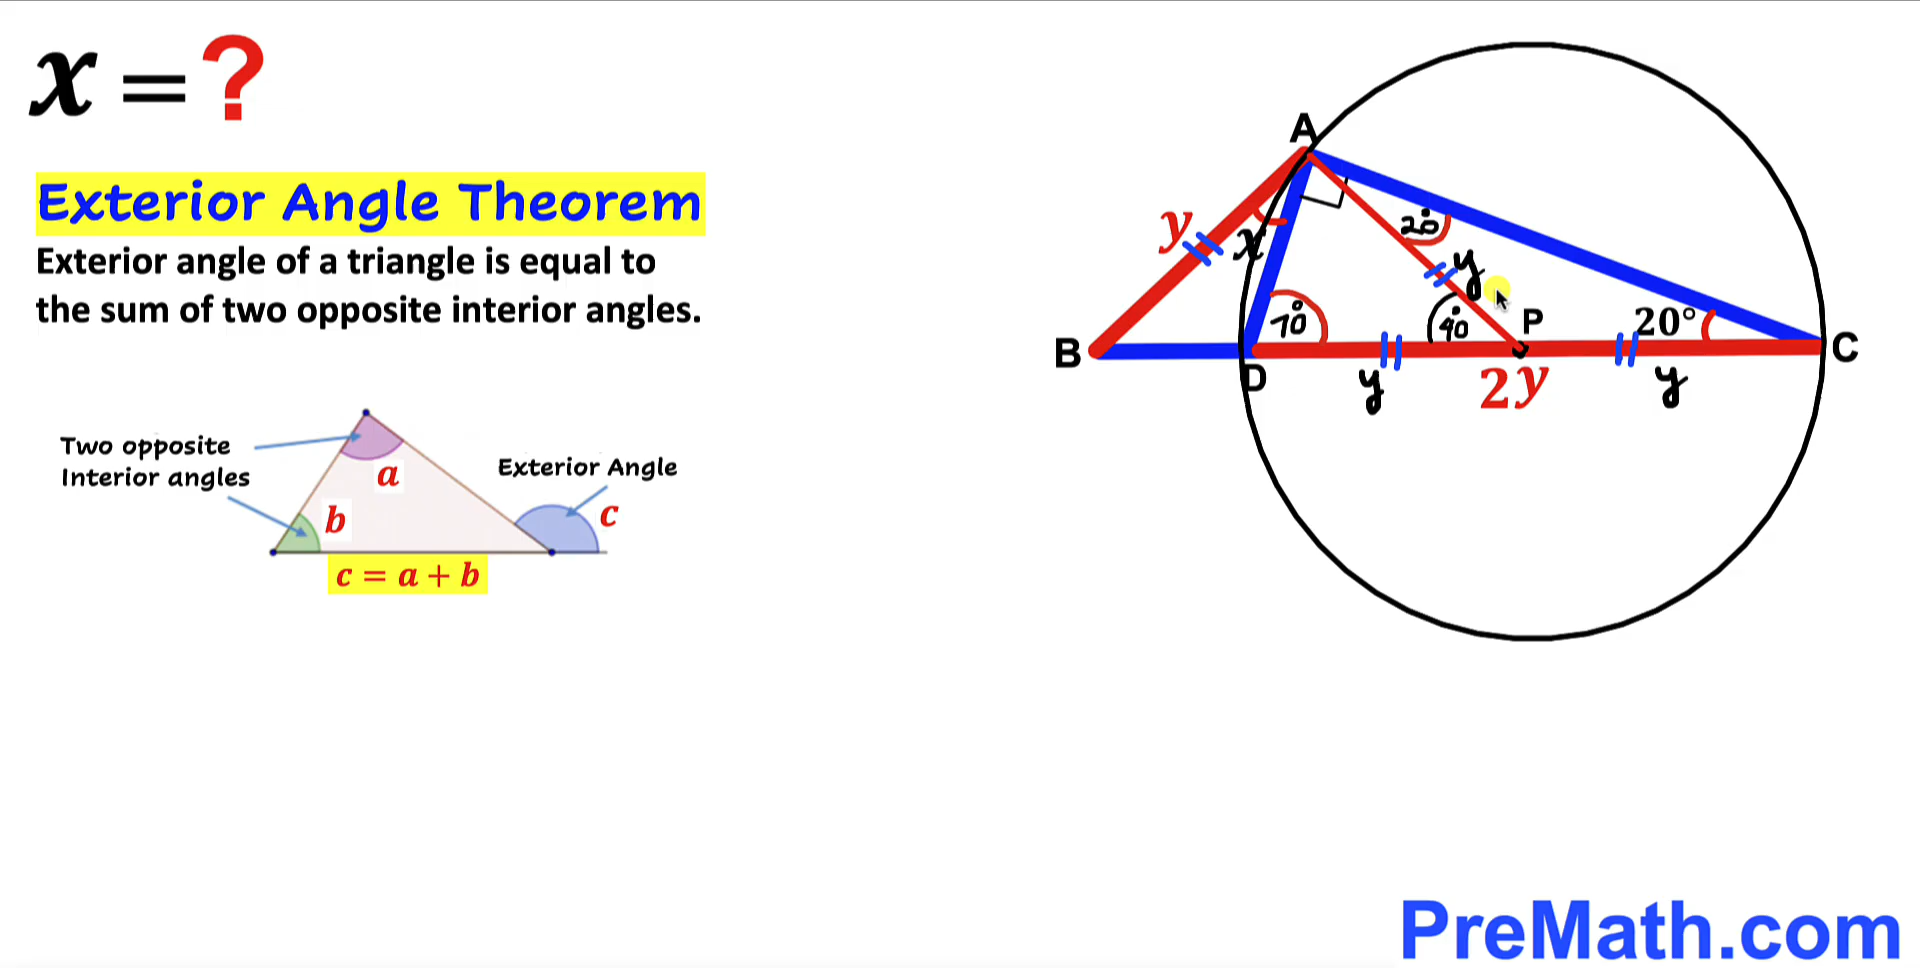 x = ?
Exterior Angle Theorem
Exterior angle of a triangle is equal to
the sum of two opposite interior angles.
Two opposite
Interior angles
Exterior Angle
a
b
c
c = a + b
A
y
x
20°
y
70°
40°
P
20°
B
C
D
y
2y
y
PreMath.com